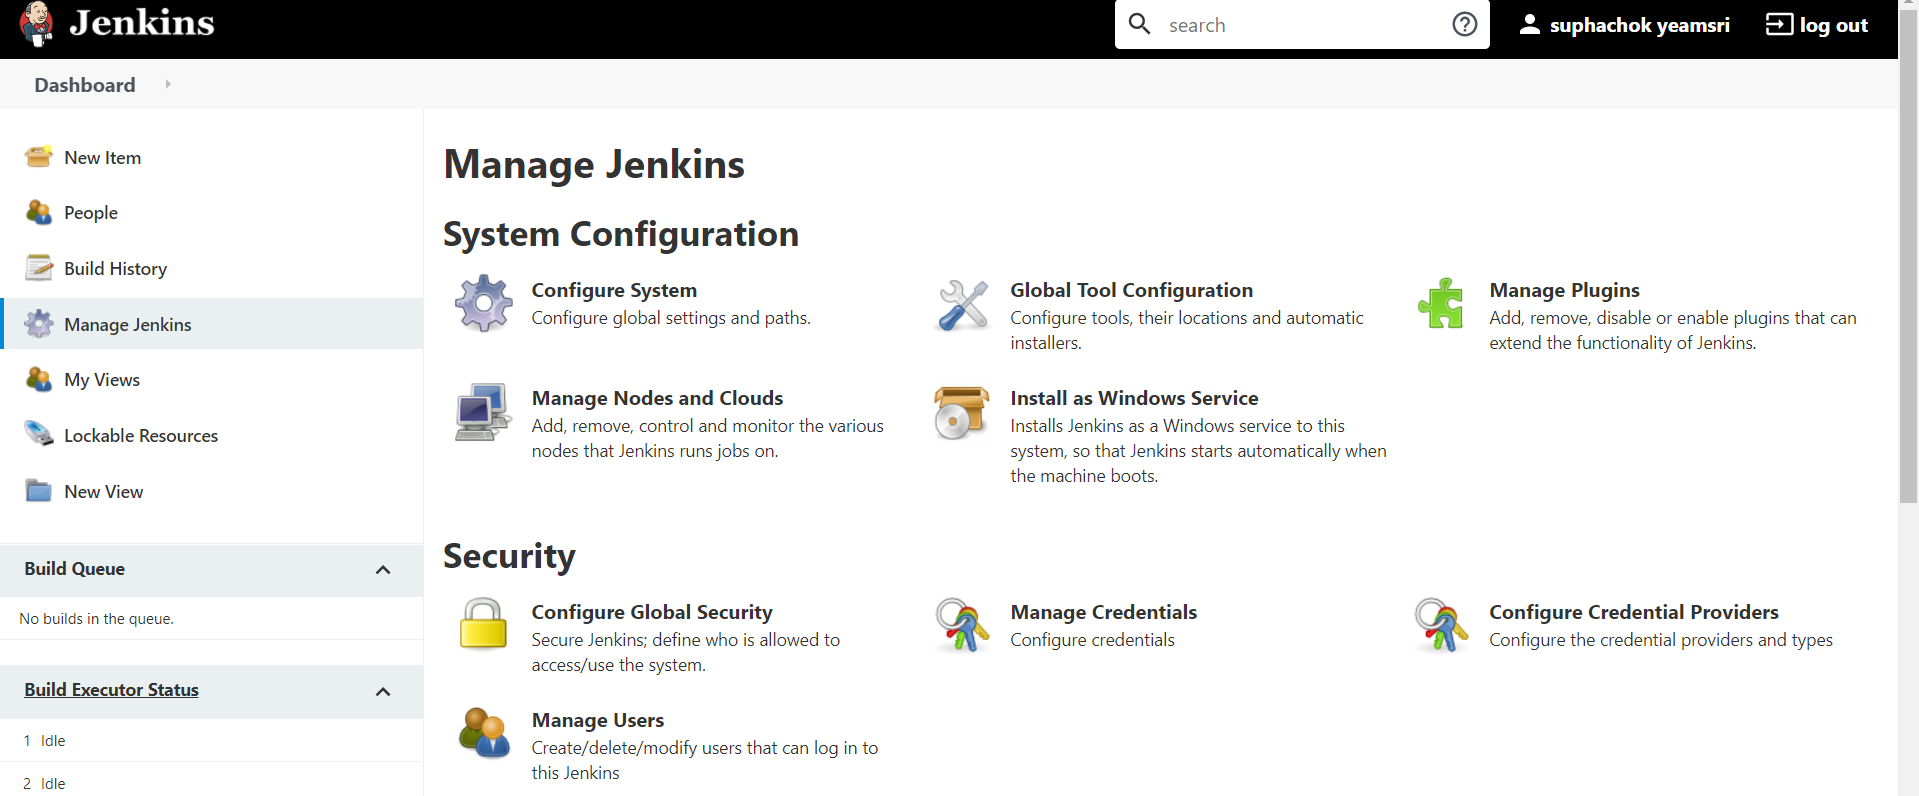 Jenkins
search
suphachok yeamsri
log out
Dashboard
New Item
People
Build History
Manage Jenkins
My Views
Lockable Resources
New View
Build Queue
No builds in the queue.
Build Executor Status
1 Idle
2 Idle
Manage Jenkins
System Configuration
Configure System
Configure global settings and paths.
Global Tool Configuration
Configure tools, their locations and automatic
installers.
Manage Plugins
Add, remove, disable or enable plugins that can
extend the functionality of Jenkins.
Manage Nodes and Clouds
Add, remove, control and monitor the various
nodes that Jenkins runs jobs on.
Install as Windows Service
Installs Jenkins as a Windows service to this
system, so that Jenkins starts automatically when
the machine boots.
Security
Configure Global Security
Secure Jenkins; define who is allowed to
access/use the system.
Manage Credentials
Configure credentials
Configure Credential Providers
Configure the credential providers and types
Manage Users
Create/delete/modify users that can log in to
this Jenkins